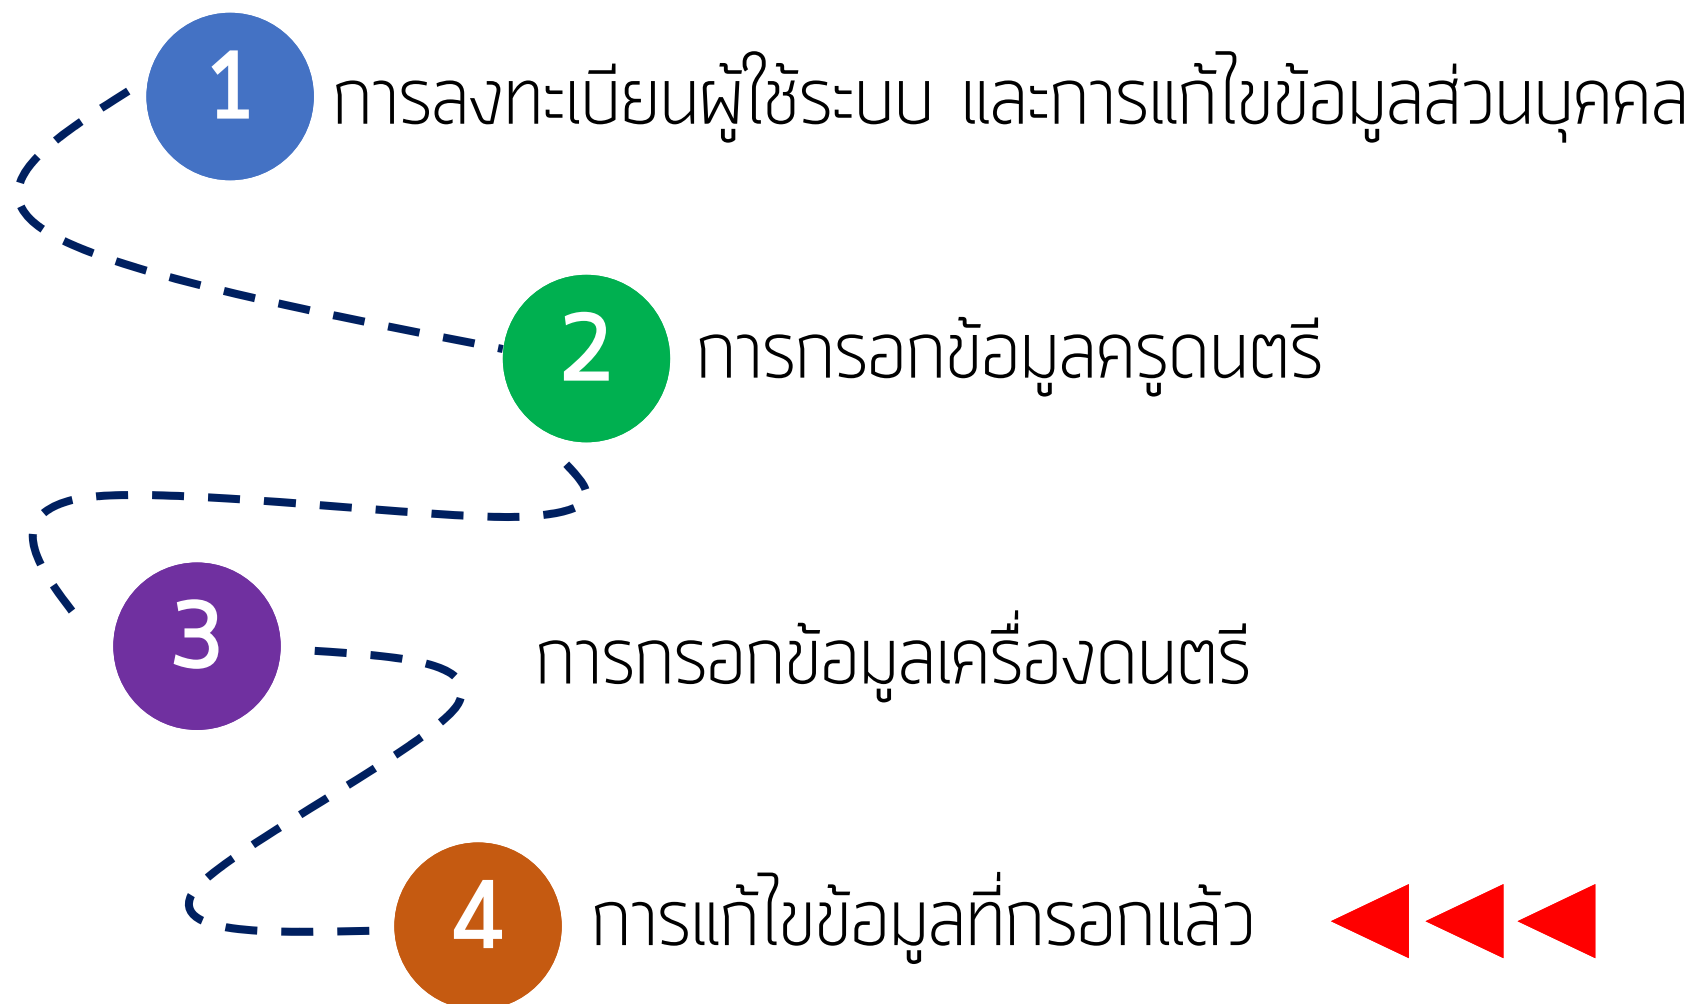 1 การลงทะเบียนผู้ใช้ระบบ และการแก้ไขข้อมูลส่วนบุคคล
2 การกรอกข้อมูลครูดนตรี
3 การกรอกข้อมูลเครื่องดนตรี
4 การแก้ไขข้อมูลที่กรอกแล้ว